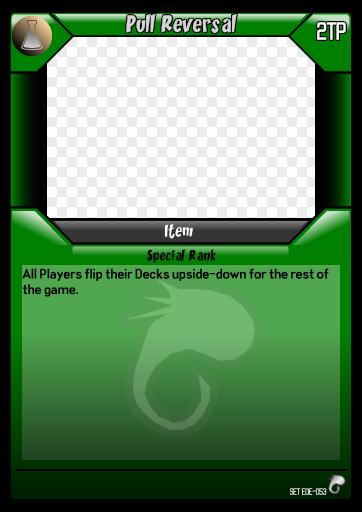 Pull Reversal
2TP
Item
Special Rank
All Players flip their Decks upside-down for the rest of
the game.
SET EOE-053